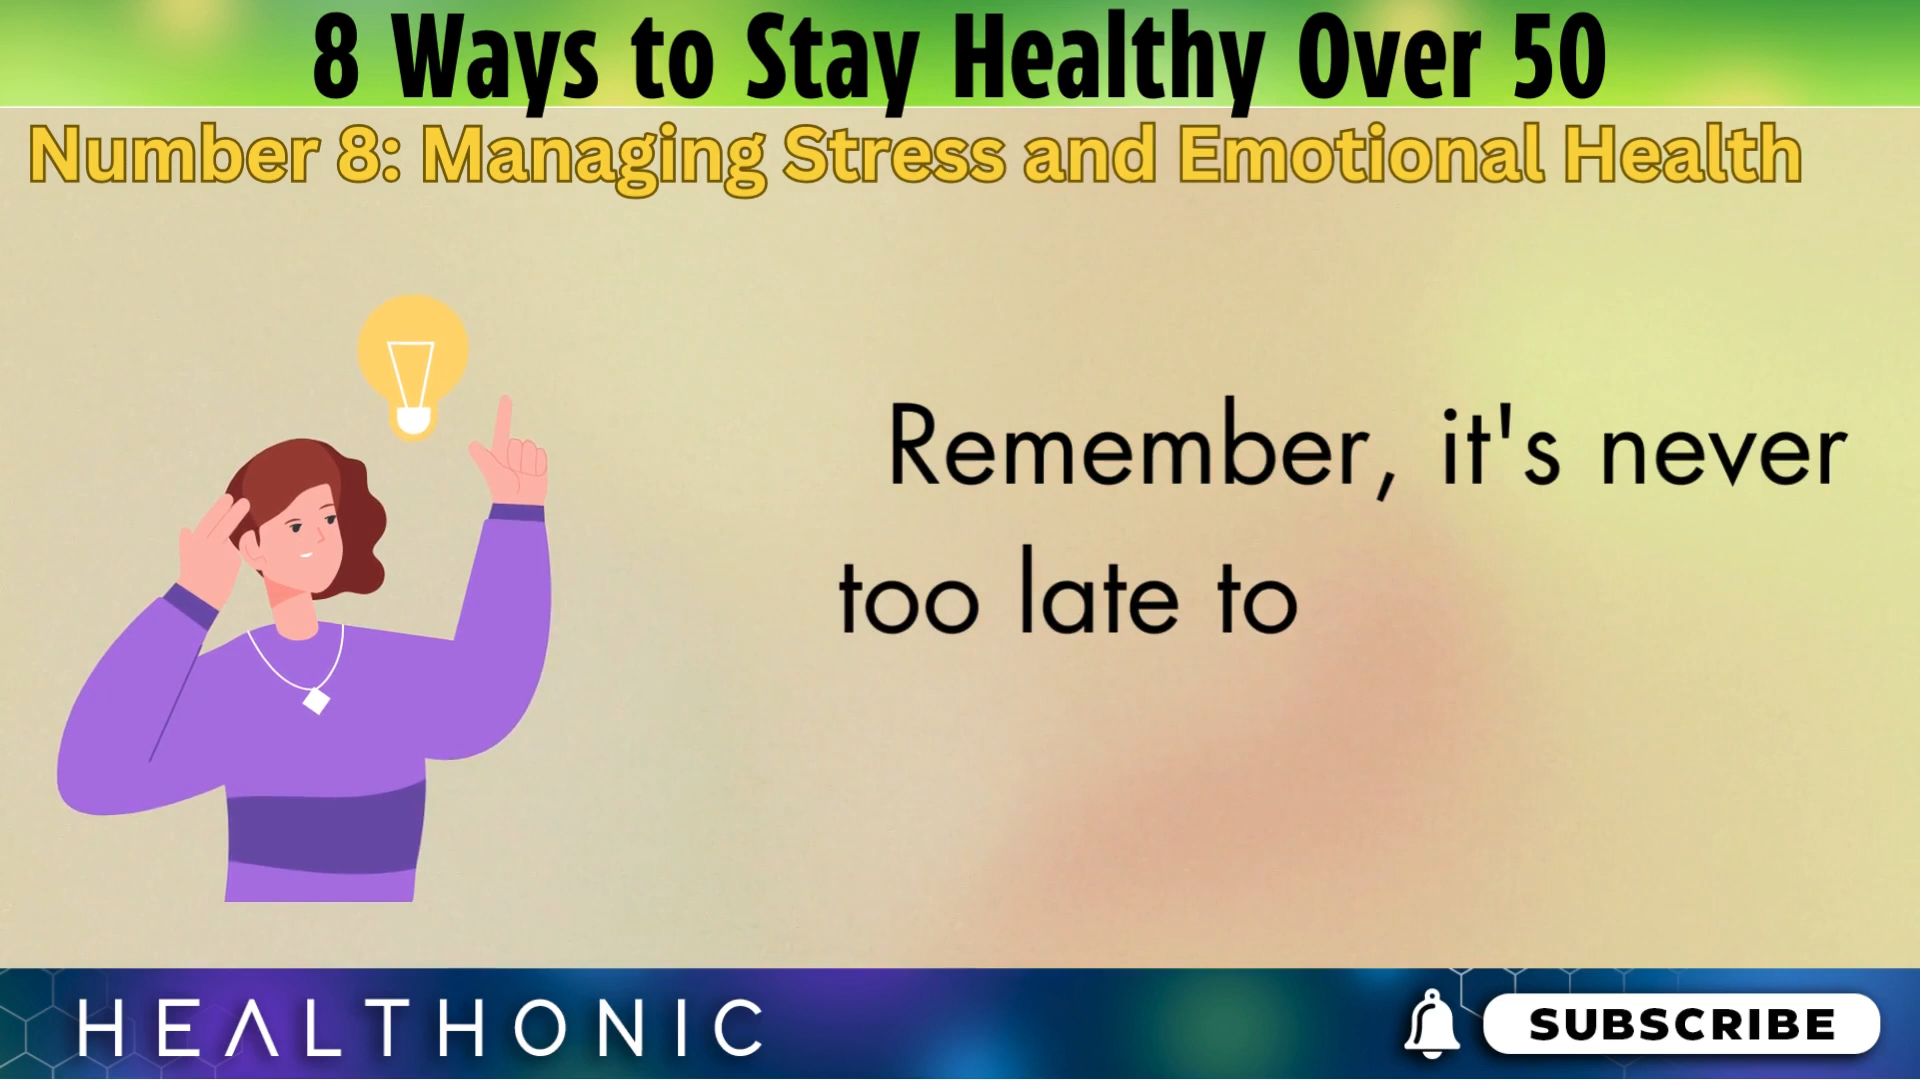 8 Ways to Stay Healthy Over 50
Number 8: Managing Stress and Emotional Health
Remember, it's never
too late to
HEALTHONIC
SUBSCRIBE